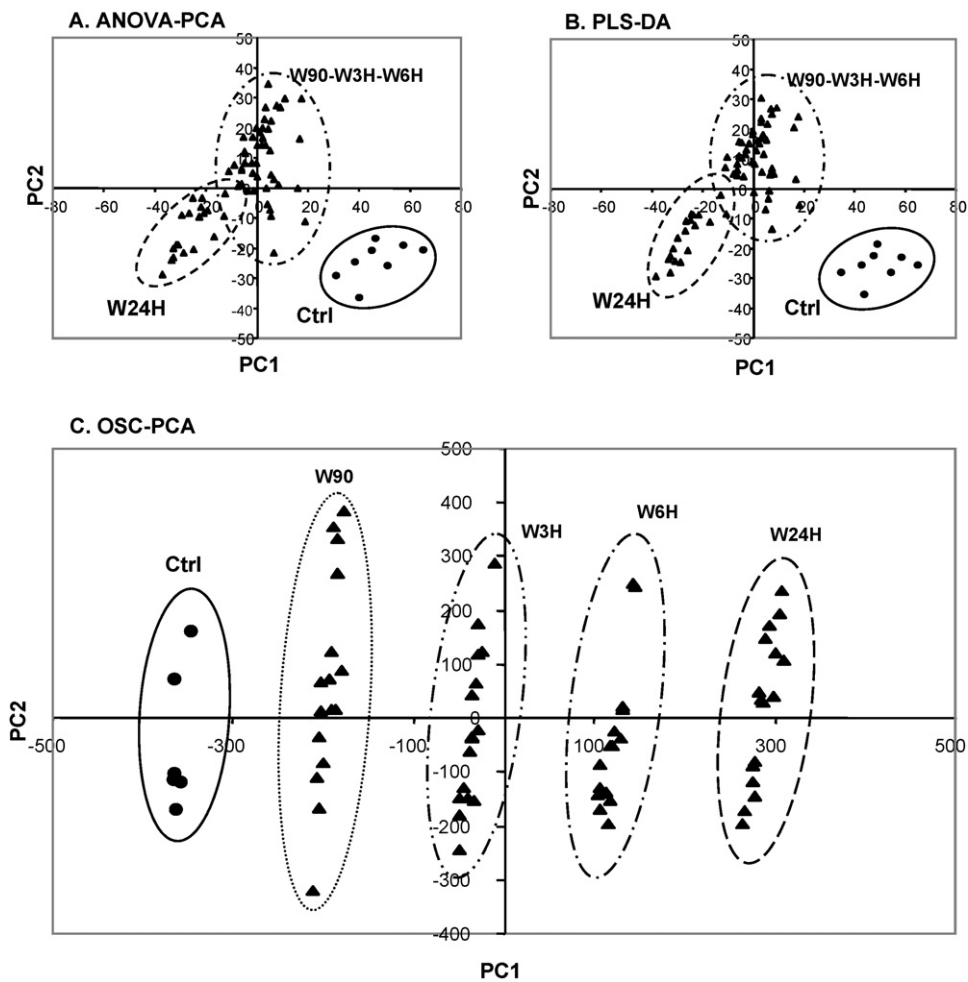 A. ANOVA-PCA
50
40
W90-W3H-W6H
30
20
10
0
PC2
-80 -60 -40 -20 0 20 40 60 80
-10
-20
-30
W24H
Ctrl
-40
-50
PC1
B. PLS-DA
50
40
W90-W3H-W6H
30
20
10
0
PC2
-80 -60 -40 -20 0 20 40 60 80
-10
-20
-30
W24H
Ctrl
-40
-50
PC1
C. OSC-PCA
500
W90
400
W6H
W3H
W24H
300
Ctrl
200
100
0
PC2
-500 -300 -100 100 300 500
-100
-200
-300
-400
PC1